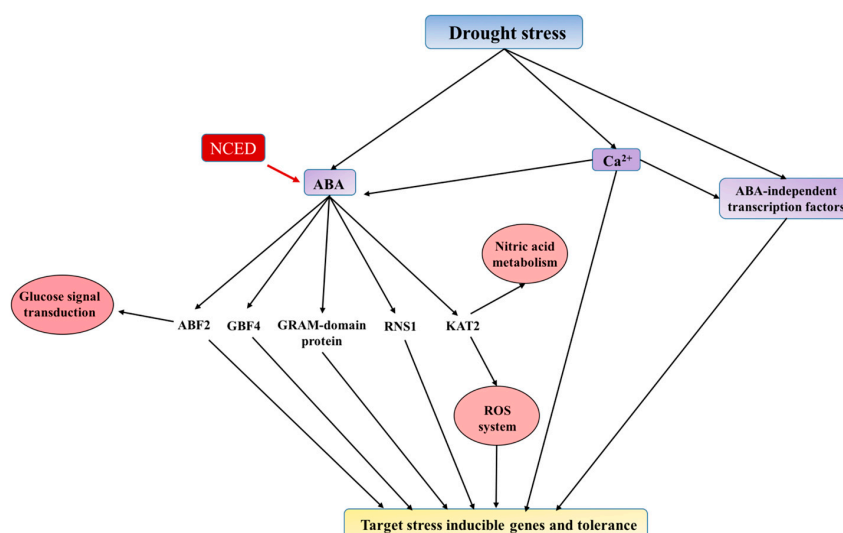 Drought stress
NCED
Ca²⁺
ABA
ABA-independent
transcription factors
Nitric acid
metabolism
Glucose signal
transduction
ABF2
GBF4
GRAM-domain
protein
RNS1
KAT2
ROS
system
Target stress inducible genes and tolerance